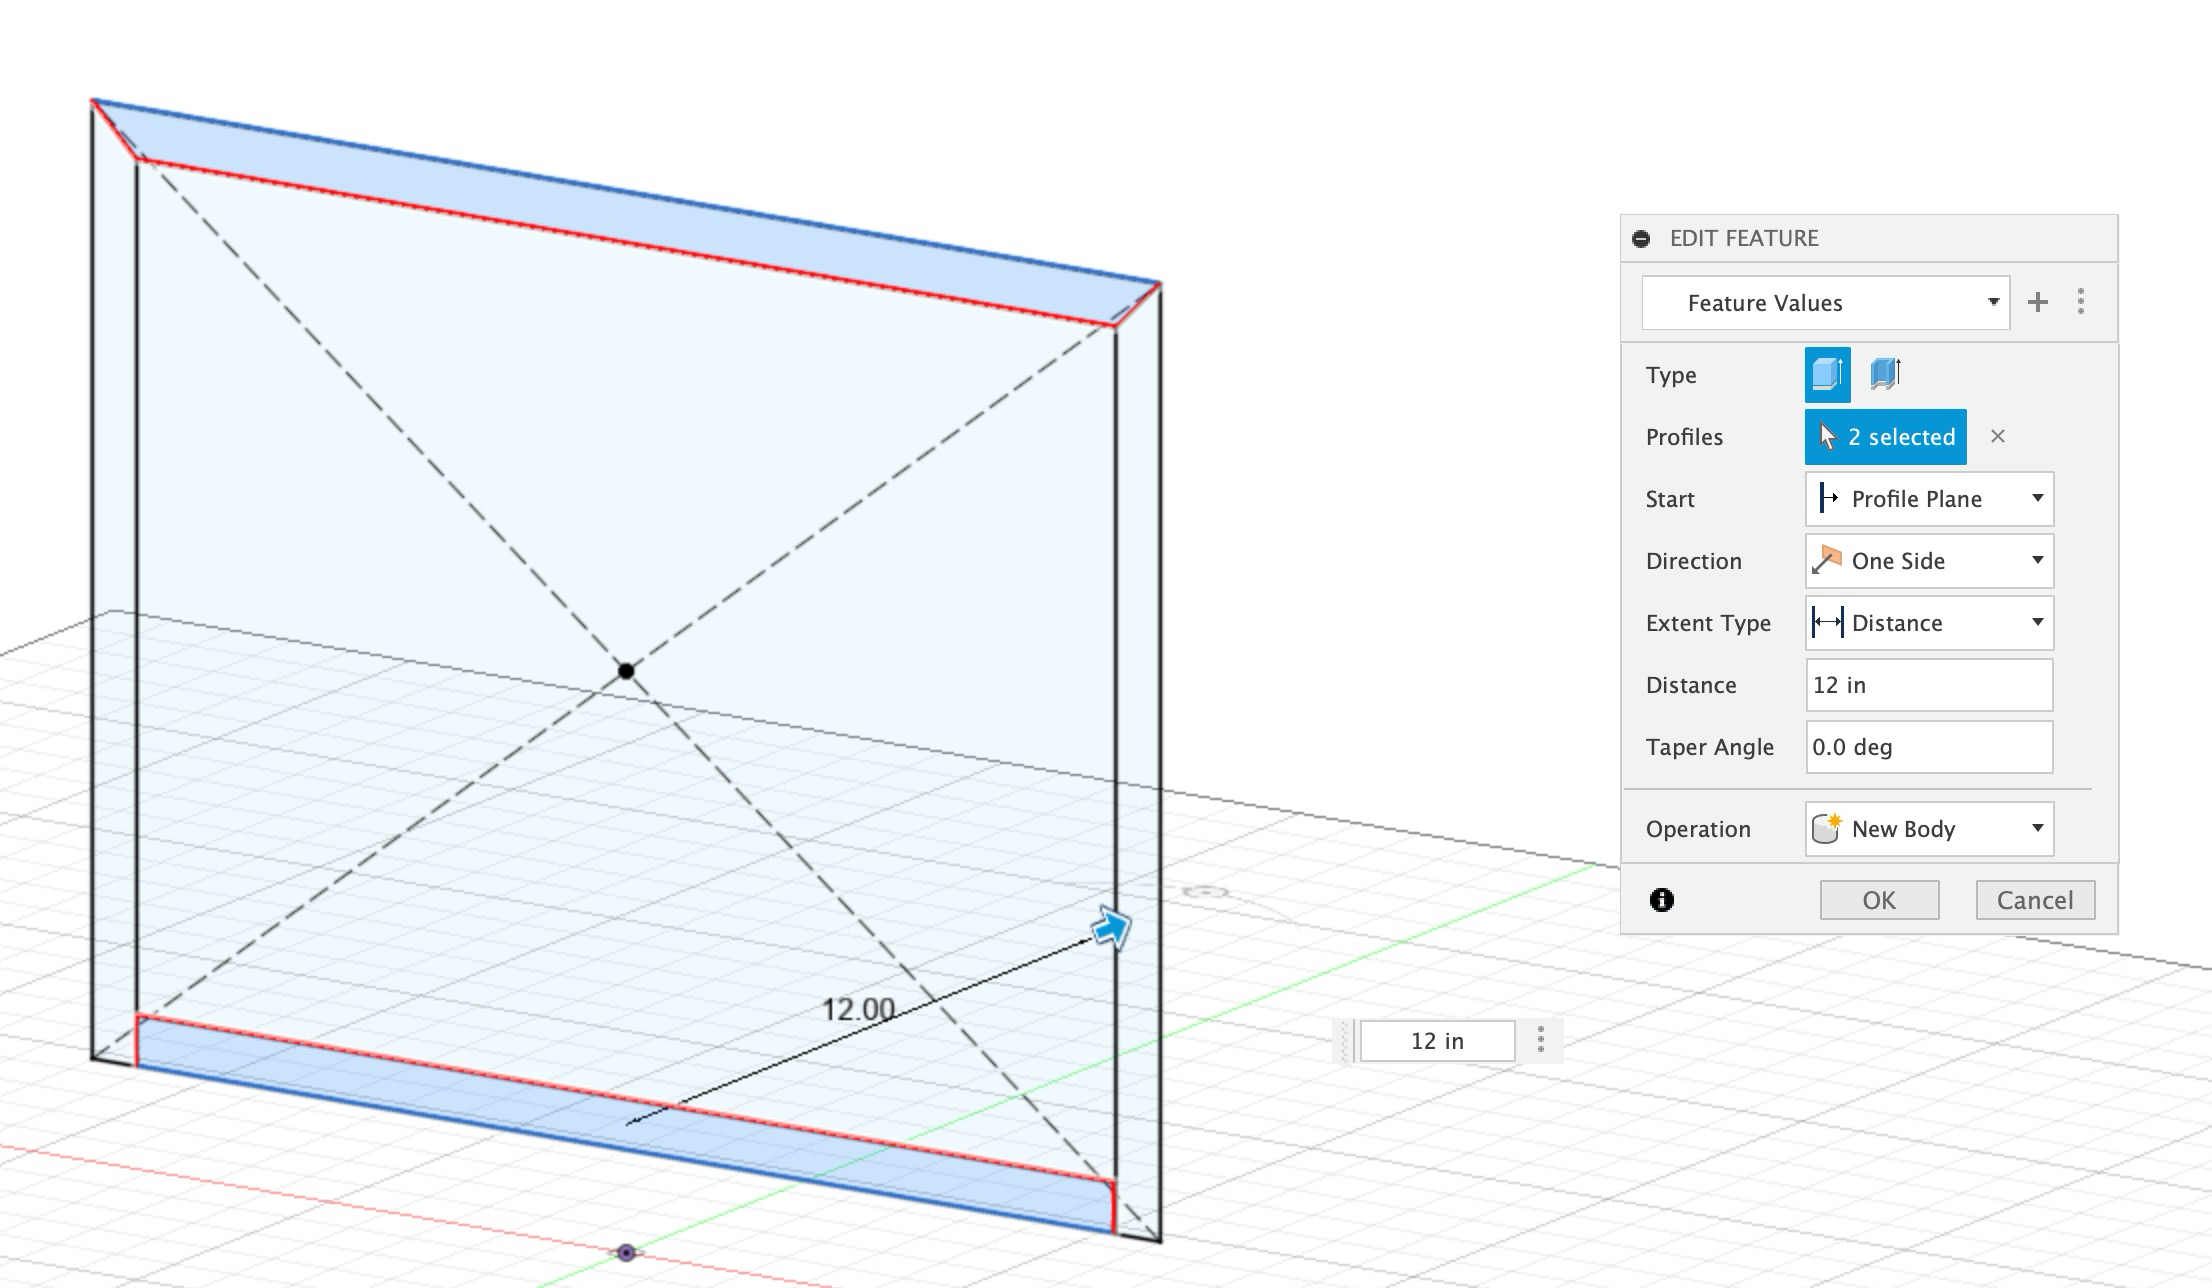 EDIT FEATURE
Feature Values
Type
Profiles 2 selected
Start Profile Plane
Direction One Side
Extent Type Distance
Distance 12 in
Taper Angle 0.0 deg
Operation New Body
OK Cancel
12.00
12 in